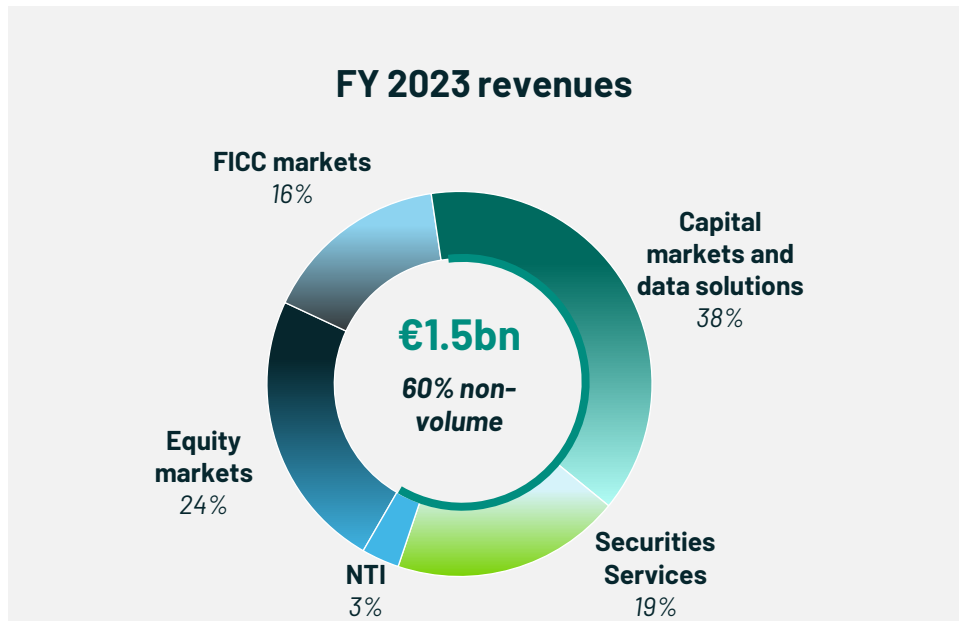 FY 2023 revenues
FICC markets
16%
Capital
markets and
data solutions
38%
€1.5bn
60% non-
volume
Equity
markets
24%
Securities
Services
19%
NTI
3%